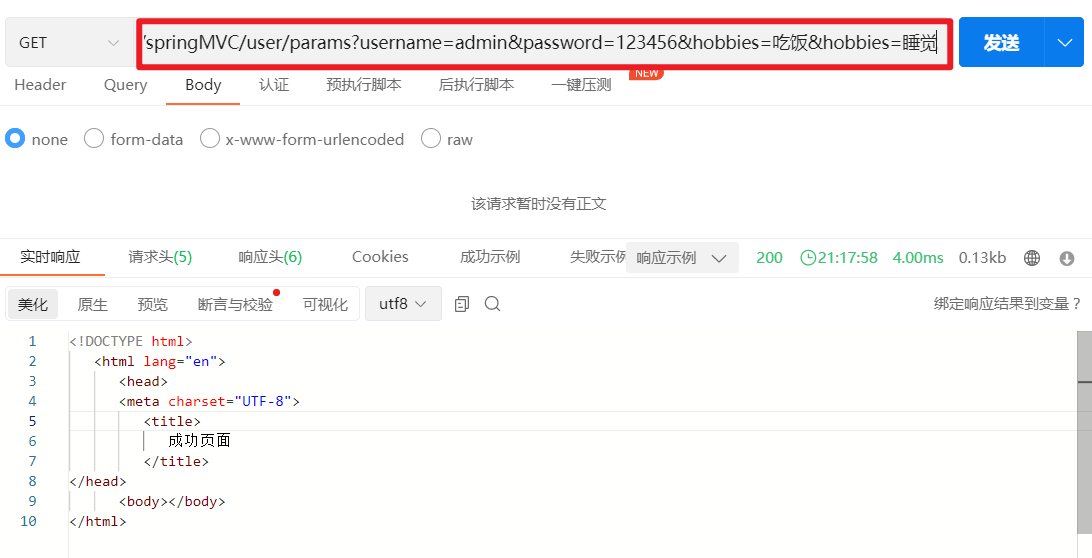 GET /springMVC/user/params?username=admin&password=123456&hobbies=吃饭&hobbies=睡觉 发送
Header Query Body 认证 预执行脚本 后执行脚本 一键压测 NEW
none form-data x-www-form-urlencoded raw
该请求暂时没有正文
实时响应 请求头(5) 响应头(6) Cookies 成功示例 失败示例 响应示例 200 21:17:58 4.00ms 0.13kb
美化 原生 预览 断言与校验 可视化 utf8 绑定响应结果到变量?
1 <!DOCTYPE html>
2 <html lang="en">
3 <head>
4 <meta charset="UTF-8">
5 <title>
6 成功页面
7 </title>
8 </head>
9 <body></body>
10 </html>